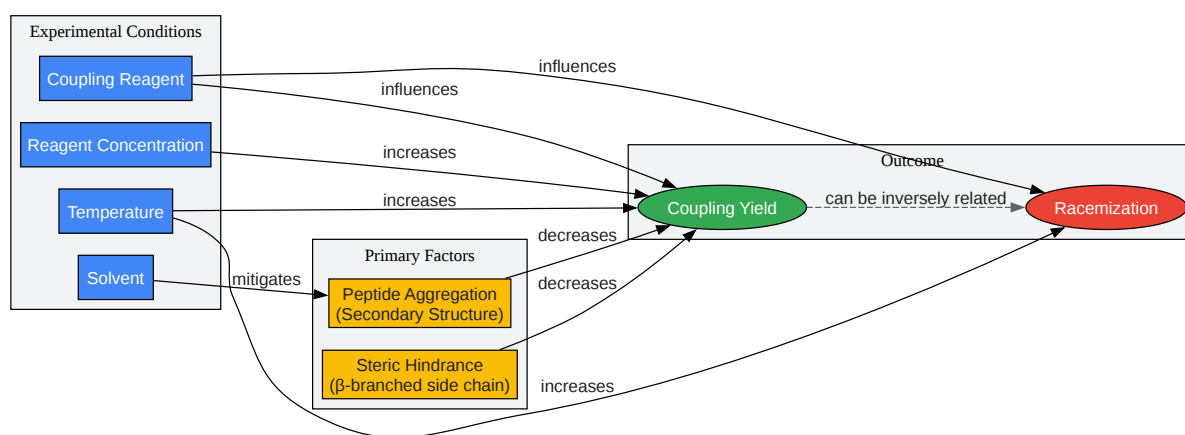 Experimental Conditions
Coupling Reagent
influences
influences
Reagent Concentration
increases
Outcome
Temperature
increases
Coupling Yield
can be inversely related
Racemization
decreases
Primary Factors
Solvent
mitigates
Peptide Aggregation
(Secondary Structure)
decreases
Steric Hindrance
(β-branched side chain)
increases